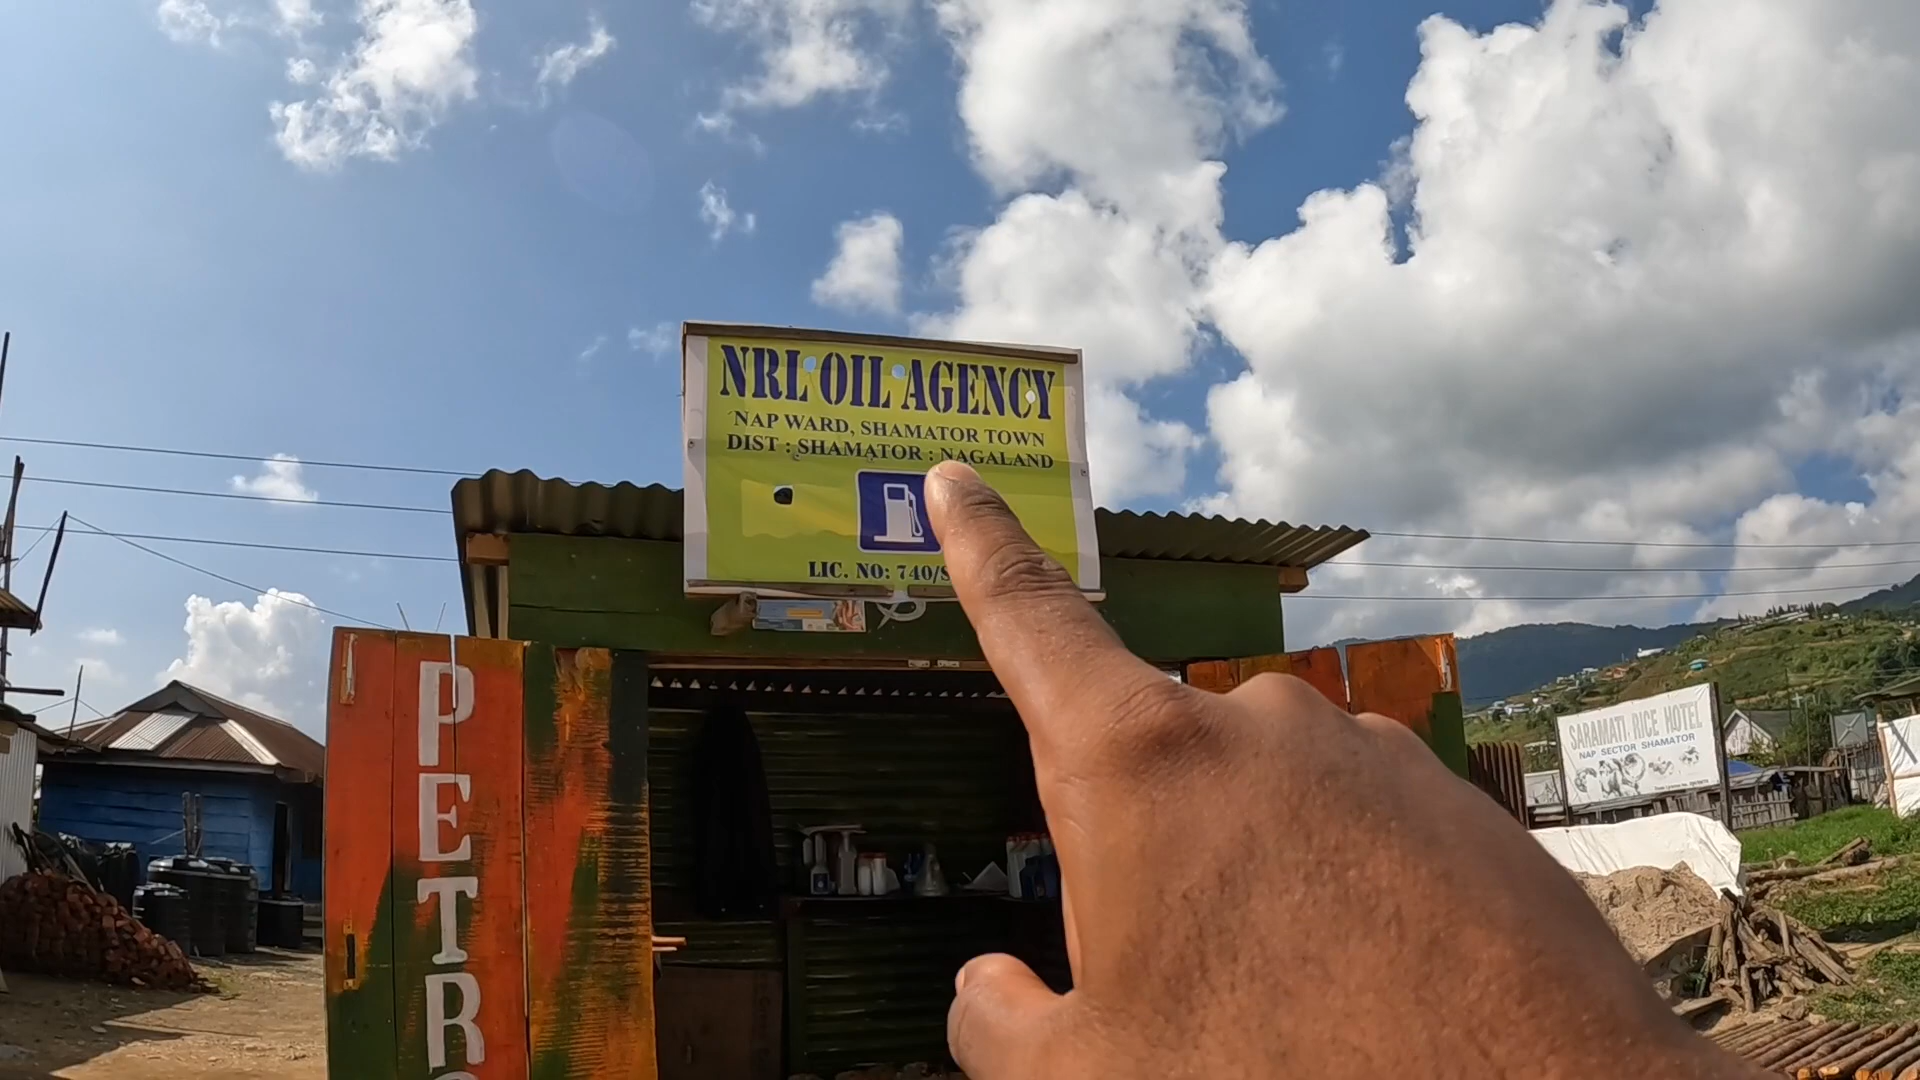 NRL OIL AGENCY
NAP WARD, SHAMATOR TOWN
DIST : SHAMATOR : NAGALAND
LIC. NO: 740/S
PETR
SARAMATI RICE HOTEL
NAP SECTOR SHAMATOR